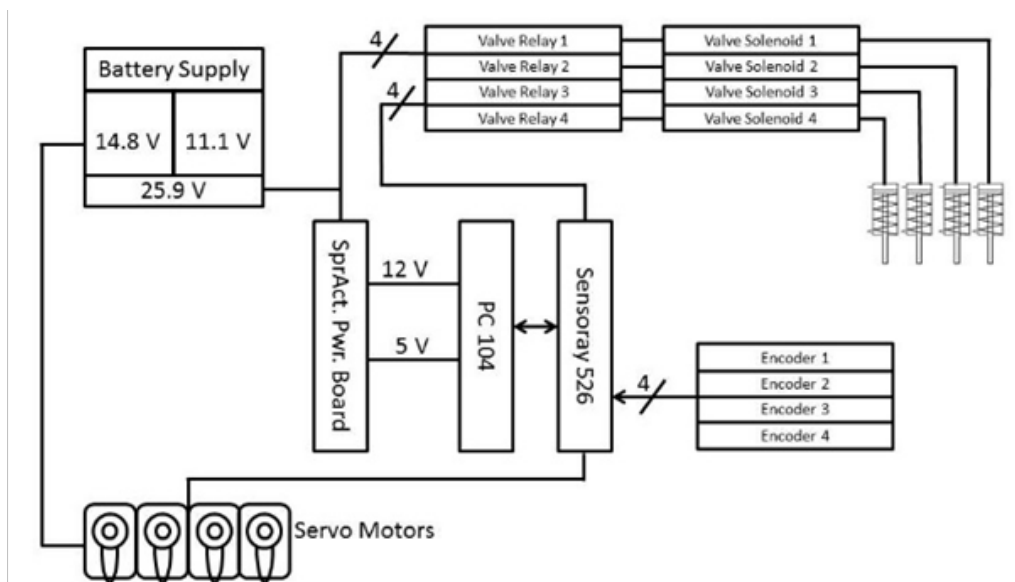 Battery Supply
14.8 V
11.1 V
25.9 V
4
4
Valve Relay 1
Valve Relay 2
Valve Relay 3
Valve Relay 4
Valve Solenoid 1
Valve Solenoid 2
Valve Solenoid 3
Valve Solenoid 4
SprAct. Pwr. Board
12 V
5 V
PC 104
Sensoray 526
4
Encoder 1
Encoder 2
Encoder 3
Encoder 4
Servo Motors